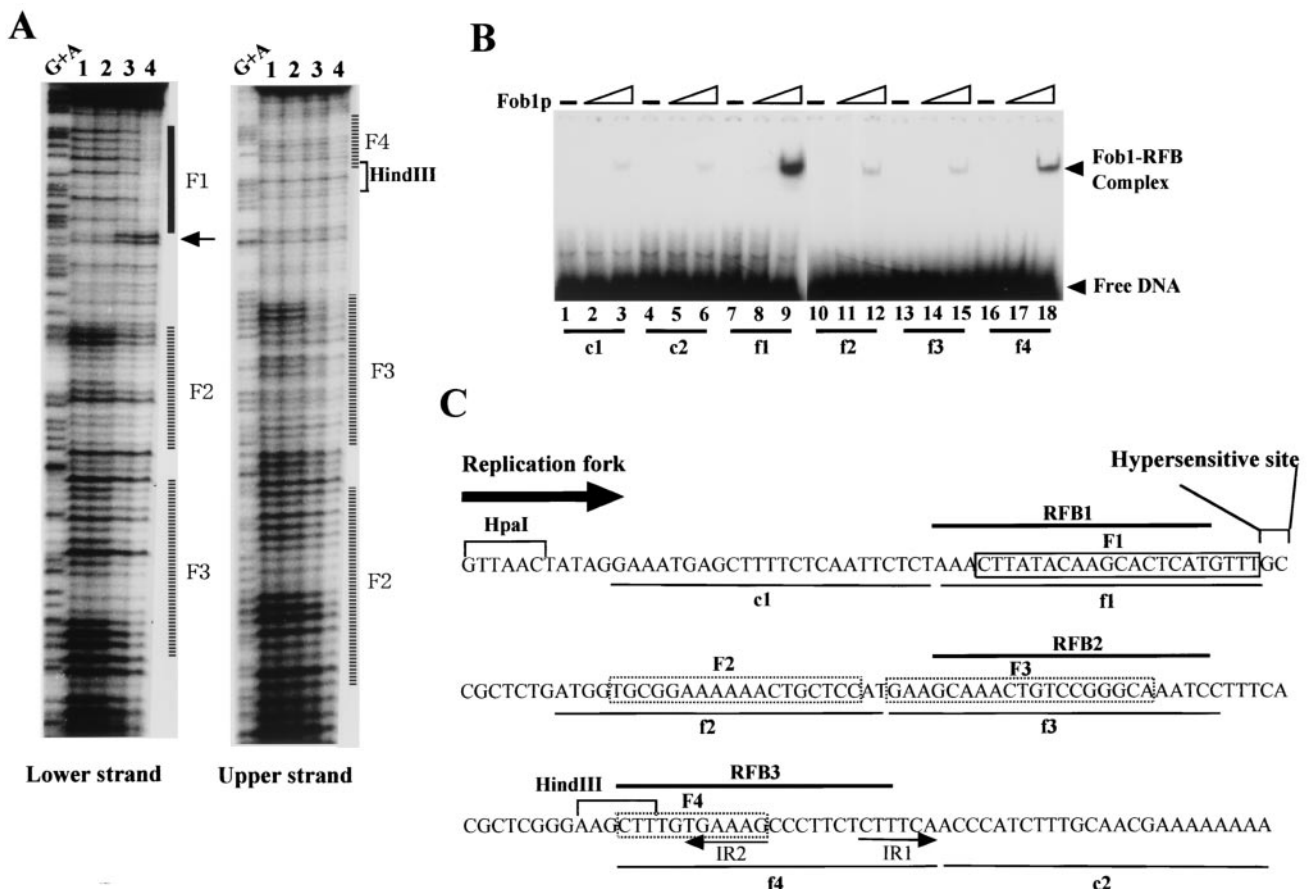 A
G+A 1 2 3 4
F1
F2
F3
Lower strand
G+A 1 2 3 4
F4
HindIII
F3
F2
Upper strand
B
Fob1p
Fob1-RFB
Complex
Free DNA
1 2 3 4 5 6 7 8 9 10 11 12 13 14 15 16 17 18
c1 c2 f1 f2 f3 f4
C
Replication fork
Hypersensitive site
HpaI
RFB1
F1
GTTAACTATAGGAAATGAGCTTTTCTCAATTCTCTAAACTTATACAAGCACTCATGTTTGC
c1 f1
RFB2
F2 F3
CGCTCTGATGGTGCGGAAAAAACTGCTCCATGAAGCAAACTGTCCGGGCAAATCCTTTCA
f2 f3
HindIII
RFB3
F4
CGCTCGGGAAGCTTTGTGAAAGCCCTTCTCTTTCAACCCATCTTTGCAACGAAAAAAAA
IR2 IR1
f4 c2